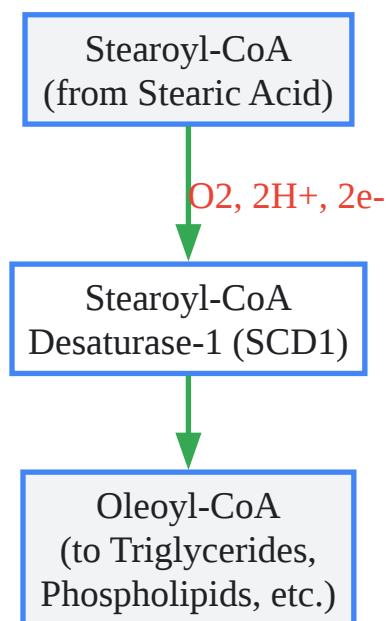 Stearoyl-CoA
(from Stearic Acid)
O2, 2H+, 2e-
Stearoyl-CoA
Desaturase-1 (SCD1)
Oleoyl-CoA
(to Triglycerides,
Phospholipids, etc.)